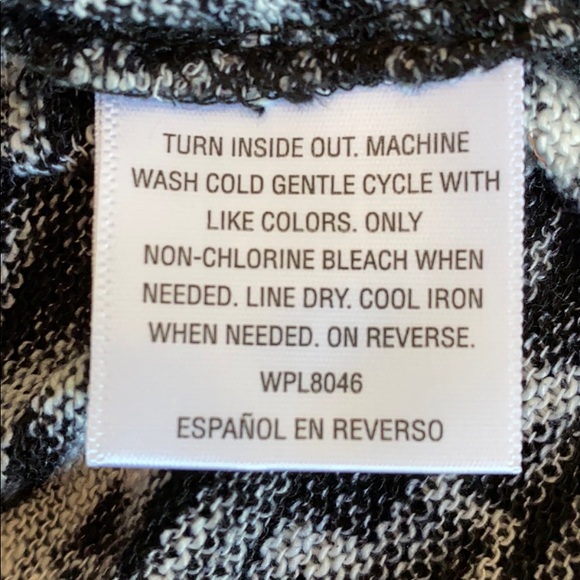 TURN INSIDE OUT. MACHINE
WASH COLD GENTLE CYCLE WITH
LIKE COLORS. ONLY
NON-CHLORINE BLEACH WHEN
NEEDED. LINE DRY. COOL IRON
WHEN NEEDED. ON REVERSE.
WPL8046
ESPAÑOL EN REVERSO